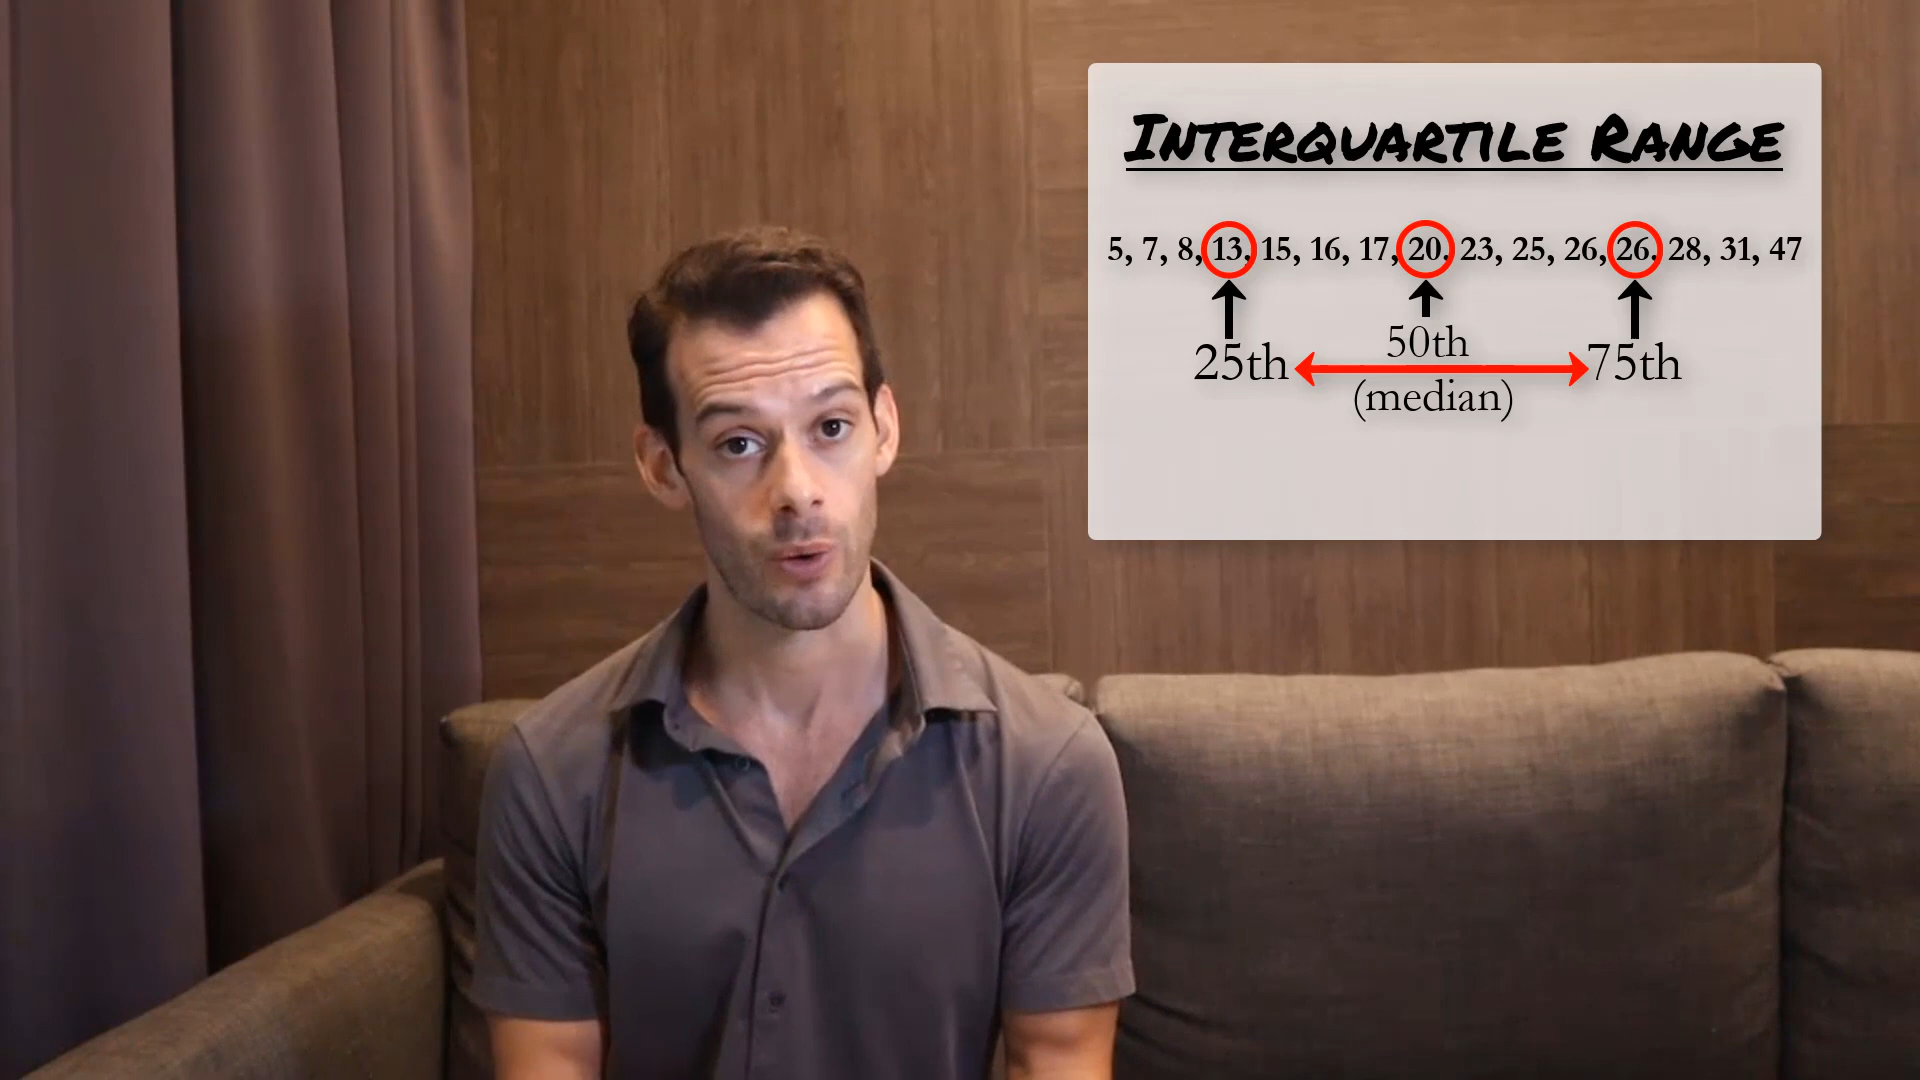 INTERQUARTILE RANGE
5, 7, 8, 13, 15, 16, 17, 20, 23, 25, 26, 26, 28, 31, 47
50th
25th 75th
(median)